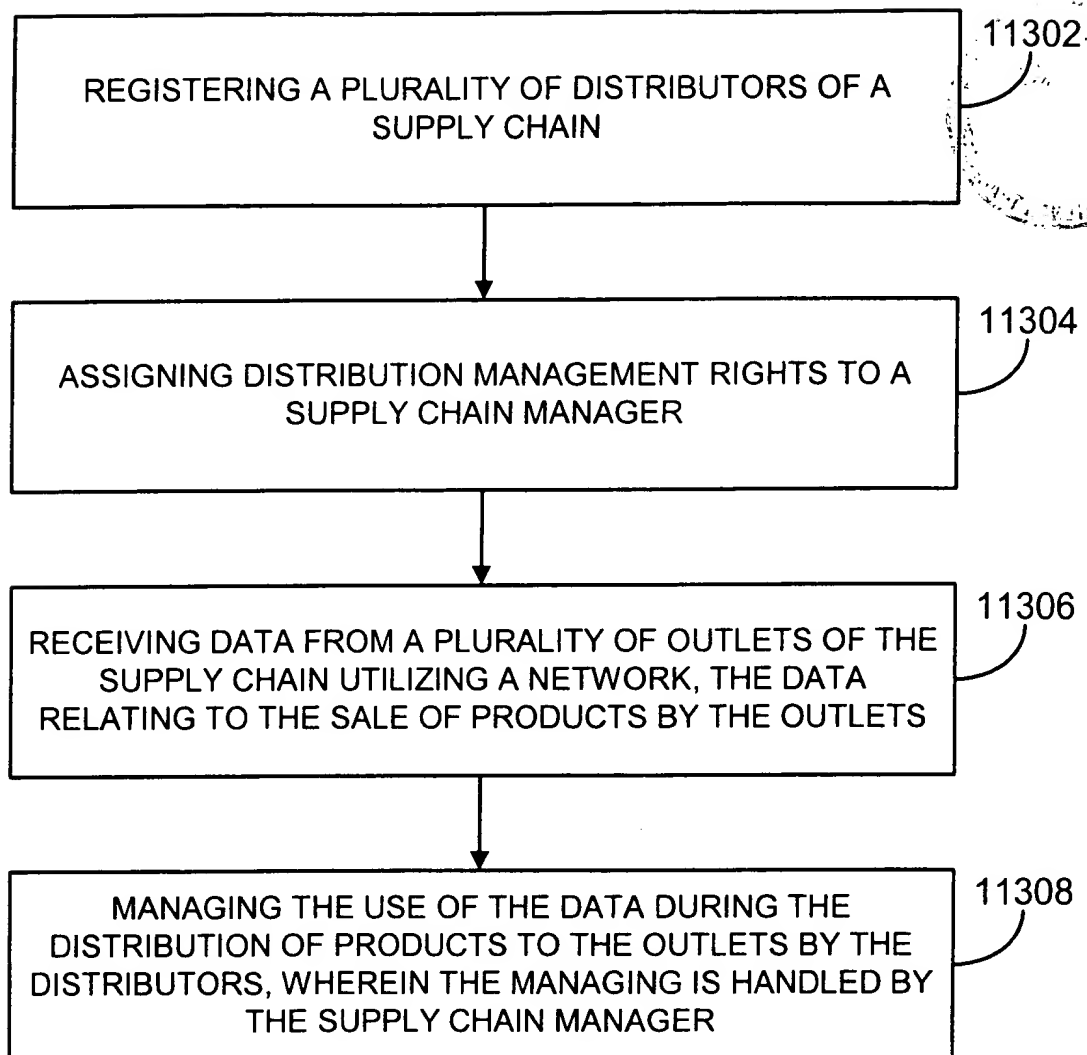 11302
REGISTERING A PLURALITY OF DISTRIBUTORS OF A
SUPPLY CHAIN
11304
ASSIGNING DISTRIBUTION MANAGEMENT RIGHTS TO A
SUPPLY CHAIN MANAGER
11306
RECEIVING DATA FROM A PLURALITY OF OUTLETS OF THE
SUPPLY CHAIN UTILIZING A NETWORK, THE DATA
RELATING TO THE SALE OF PRODUCTS BY THE OUTLETS
11308
MANAGING THE USE OF THE DATA DURING THE
DISTRIBUTION OF PRODUCTS TO THE OUTLETS BY THE
DISTRIBUTORS, WHEREIN THE MANAGING IS HANDLED BY
THE SUPPLY CHAIN MANAGER